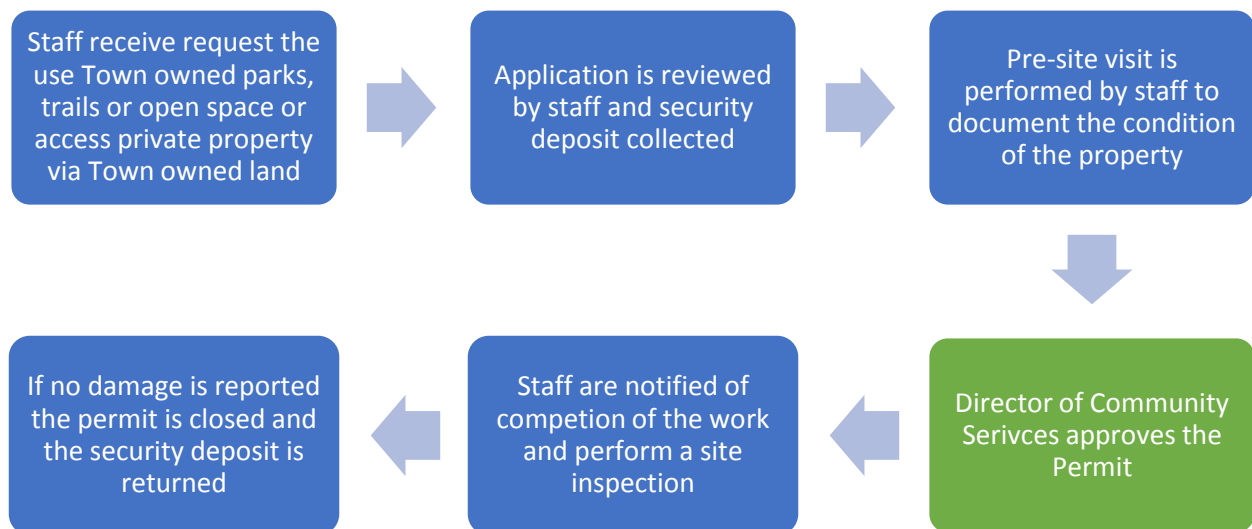 Staff receive request the
use Town owned parks,
trails or open space or
access private property
via Town owned land
Application is reviewed
by staff and security
deposit collected
Pre-site visit is
performed by staff to
document the condition
of the property
Director of Community
Serivces approves the
Permit
Staff are notified of
competion of the work
and perform a site
inspection
If no damage is reported
the permit is closed and
the security deposit is
returned